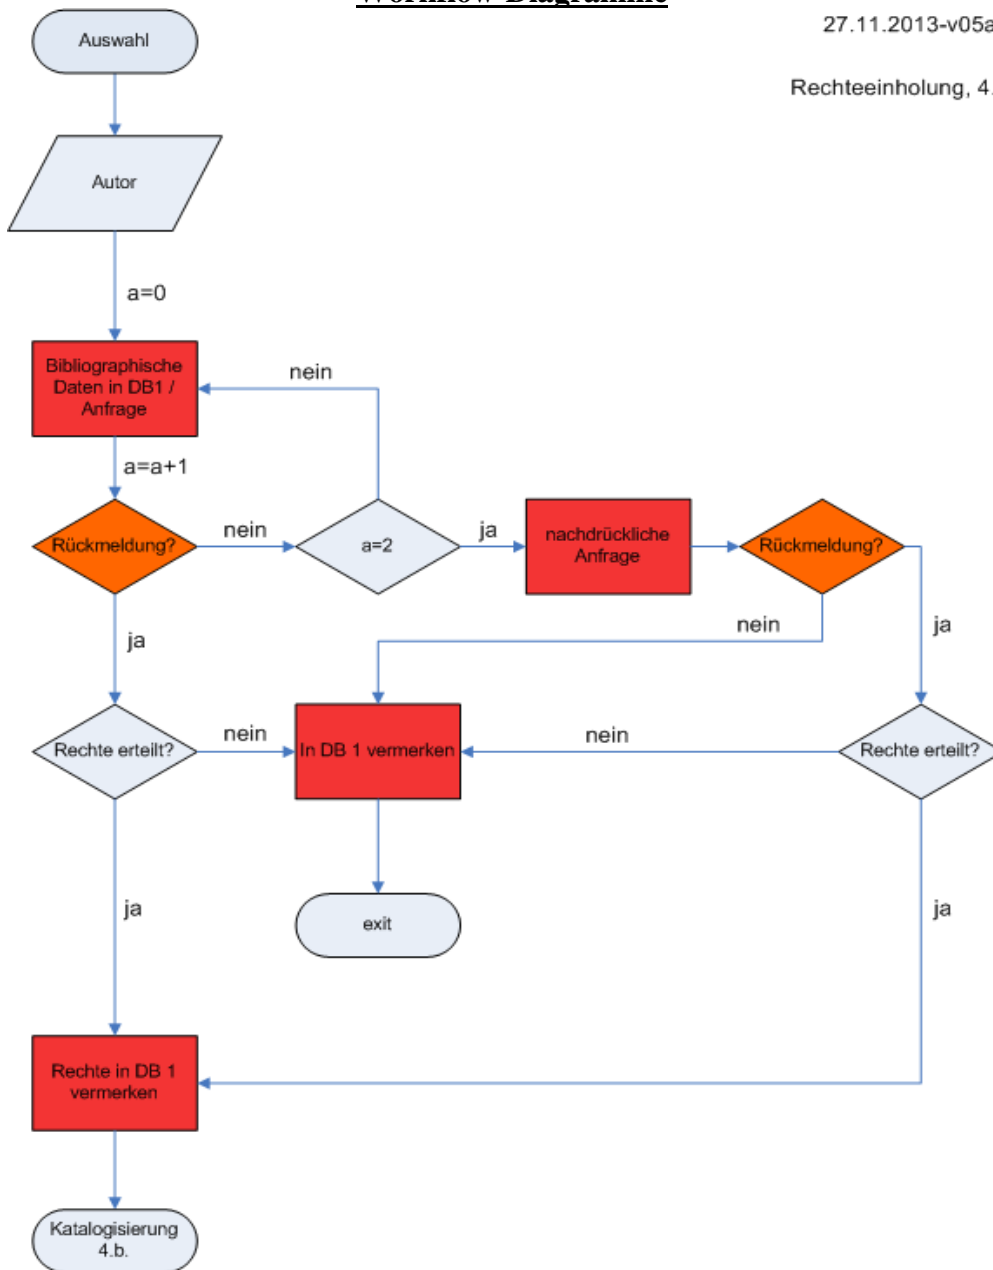 Workflow-Diagramme
27.11.2013-v05a
Rechteeinholung, 4.
Auswahl
Autor
a=0
Bibliographische
Daten in DB1 /
Anfrage
nein
a=a+1
Rückmeldung?
nein
a=2
ja
nachdrückliche
Anfrage
Rückmeldung?
ja
nein
ja
Rechte erteilt?
nein
In DB 1 vermerken
nein
Rechte erteilt?
ja
exit
ja
Rechte in DB 1
vermerken
Katalogisierung
4.b.